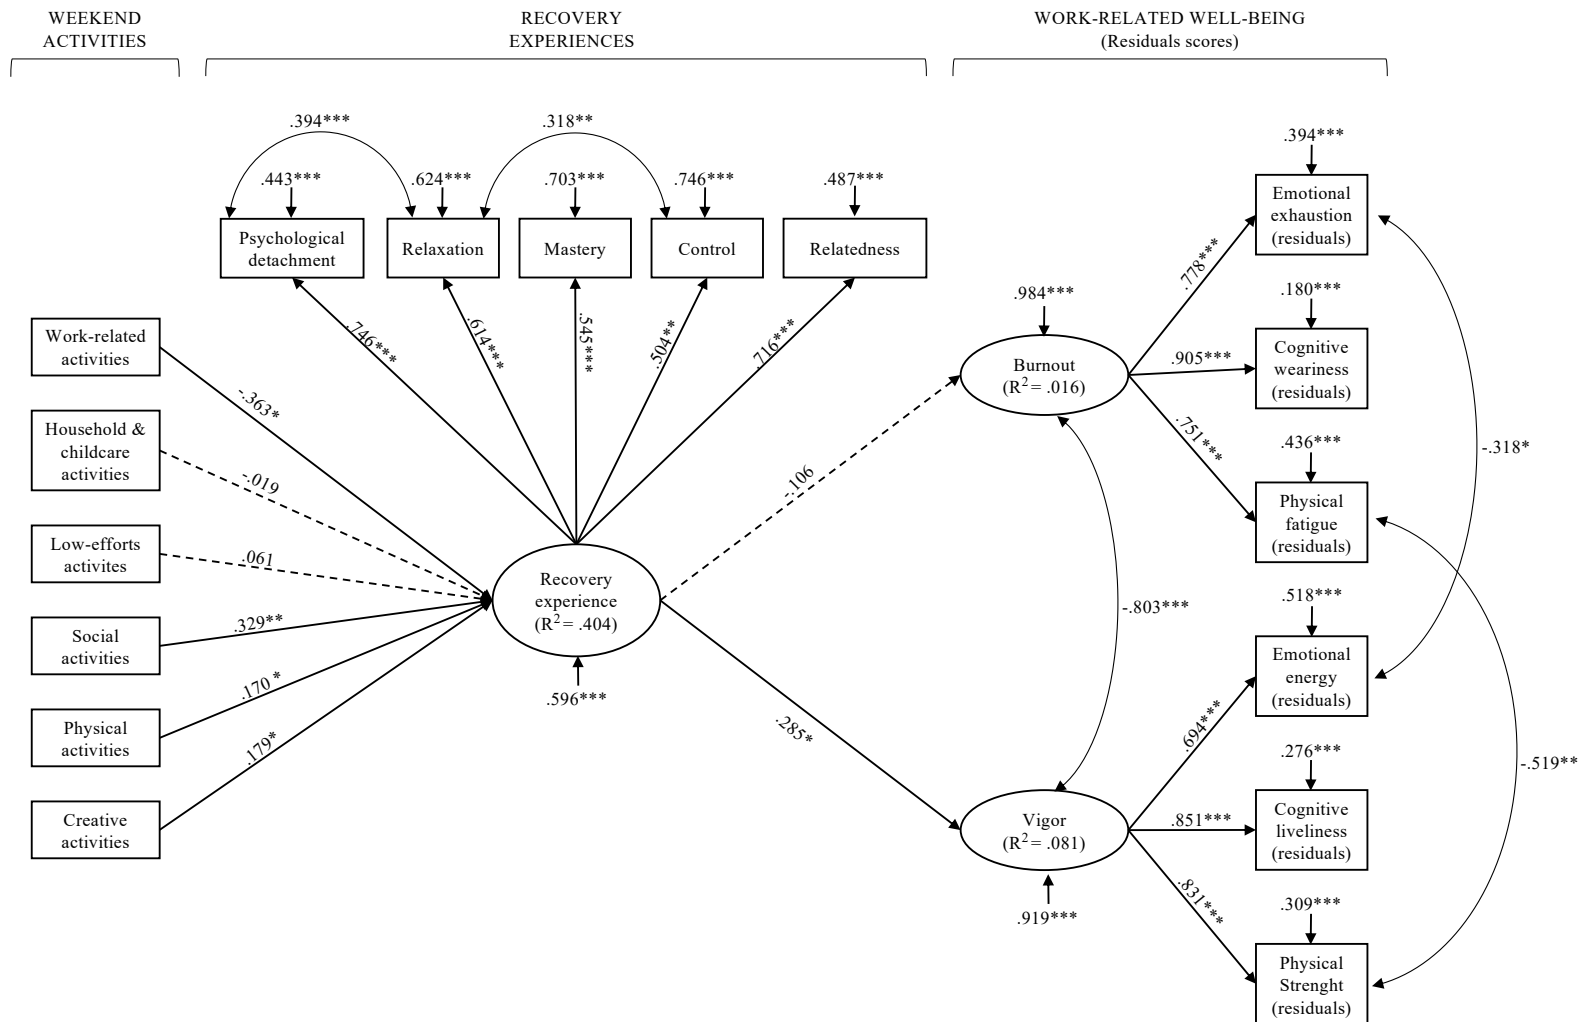 WEEKEND
ACTIVITIES
RECOVERY
EXPERIENCES
WORK-RELATED WELL-BEING
(Residuals scores)
.394***
.318**
.443***
.624***
.703***
.746***
.487***
Psychological
detachment
Relaxation
Mastery
Control
Relatedness
.746***
.614***
.545***
.504**
.716***
Work-related
activities
Household &
childcare
activities
Low-efforts
activites
Social
activities
Physical
activities
Creative
activities
-.363*
-.019
.061
.329**
.170 *
.179*
Recovery
experience
(R²= .404)
.596***
-.106
.285*
.984***
Burnout
(R²= .016)
-.803***
Vigor
(R²= .081)
.919***
.778***
.905***
.751***
.694***
.851***
.831***
.394***
Emotional
exhaustion
(residuals)
.180***
Cognitive
weariness
(residuals)
.436***
Physical
fatigue
(residuals)
.518***
Emotional
energy
(residuals)
.276***
Cognitive
liveliness
(residuals)
.309***
Physical
Strenght
(residuals)
-.318*
-.519**